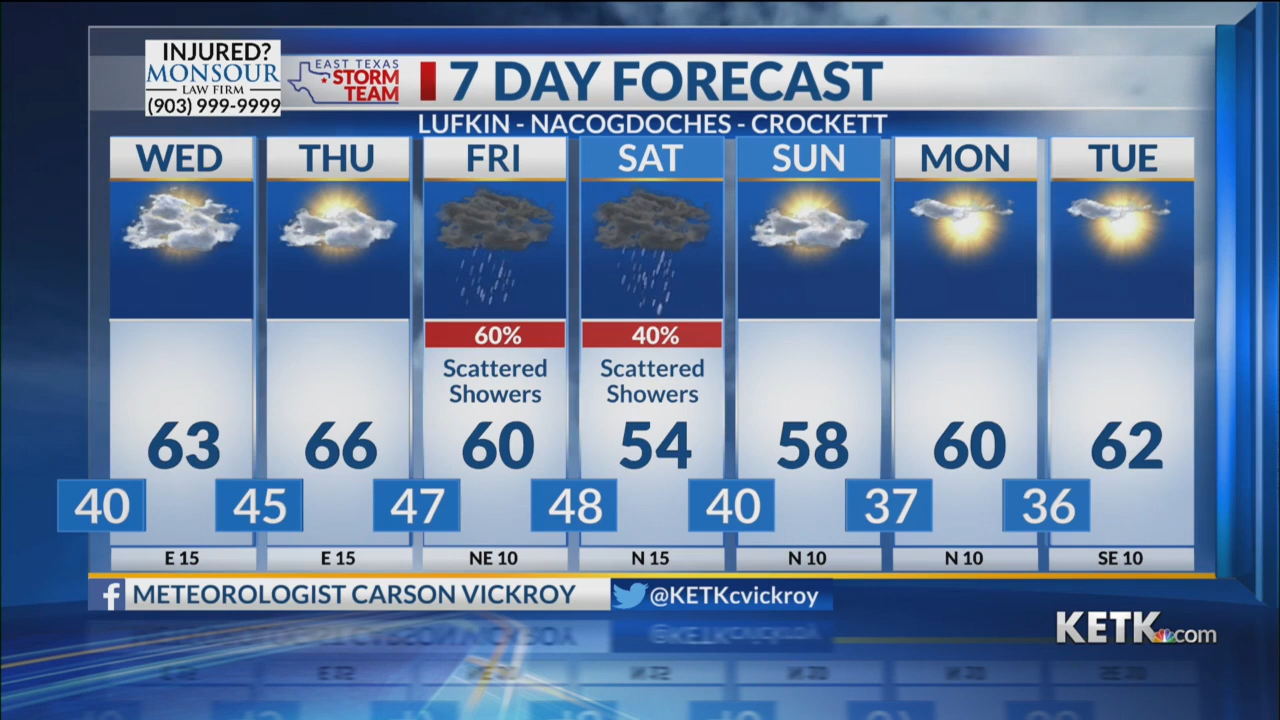 INJURED?
MONSOUR
LAW FIRM
(903) 999-9999
EAST TEXAS
STORM
TEAM
7 DAY FORECAST
LUFKIN - NACOGDOCHES - CROCKETT
WED THU FRI SAT SUN MON TUE
60% 40%
Scattered Scattered
Showers Showers
63 66 60 54 58 60 62
40 45 47 48 40 37 36
E 15 E 15 NE 10 N 15 N 10 N 10 SE 10
f METEOROLOGIST CARSON VICKROY @KETKcvickroy
KETK.com